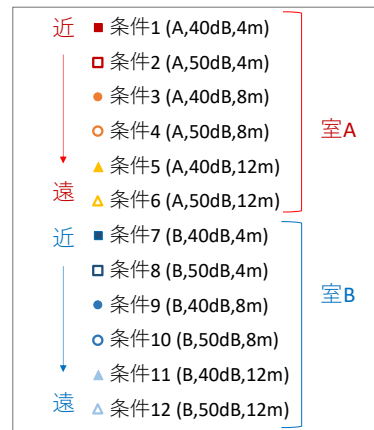 近 ■ 条件1 (A,40dB,4m)
□ 条件2 (A,50dB,4m)
● 条件3 (A,40dB,8m)
○ 条件4 (A,50dB,8m)
室A
▲ 条件5 (A,40dB,12m)
遠 △ 条件6 (A,50dB,12m)
近 ■ 条件7 (B,40dB,4m)
□ 条件8 (B,50dB,4m)
● 条件9 (B,40dB,8m)
室B
○ 条件10 (B,50dB,8m)
▲ 条件11 (B,40dB,12m)
遠 △ 条件12 (B,50dB,12m)